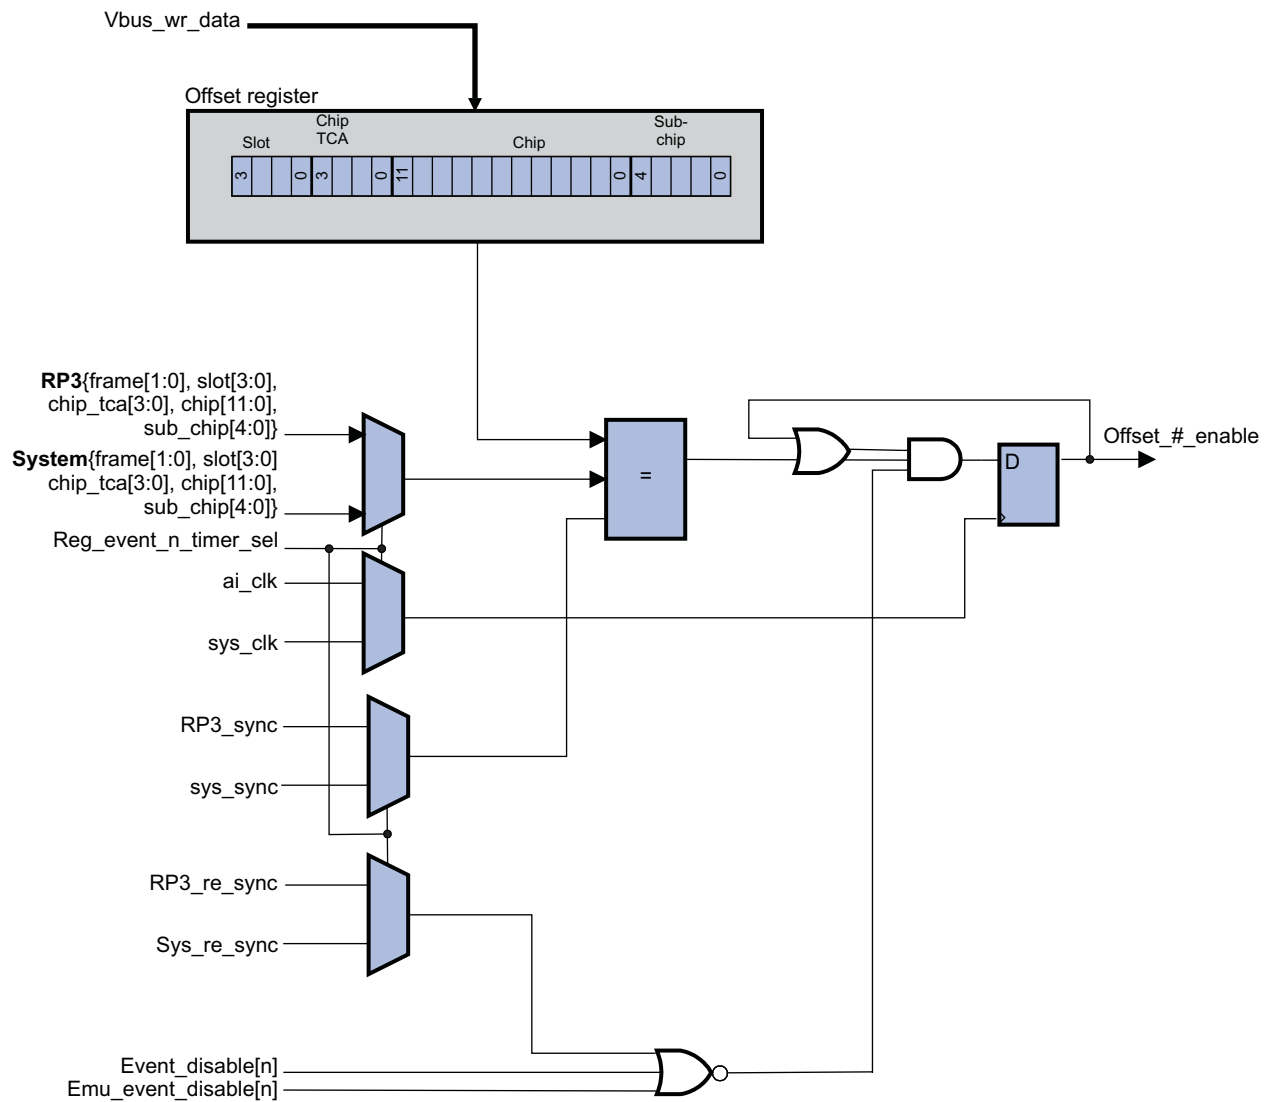 Vbus_wr_data
Offset register
Slot
Chip
TCA
Chip
Sub-
chip
3 0 3 0 11 0 4 0
RP3{frame[1:0], slot[3:0],
chip_tca[3:0], chip[11:0],
sub_chip[4:0]}
System{frame[1:0], slot[3:0]
chip_tca[3:0], chip[11:0],
sub_chip[4:0]}
=
D
Offset_#_enable
Reg_event_n_timer_sel
ai_clk
sys_clk
RP3_sync
sys_sync
RP3_re_sync
Sys_re_sync
Event_disable[n]
Emu_event_disable[n]